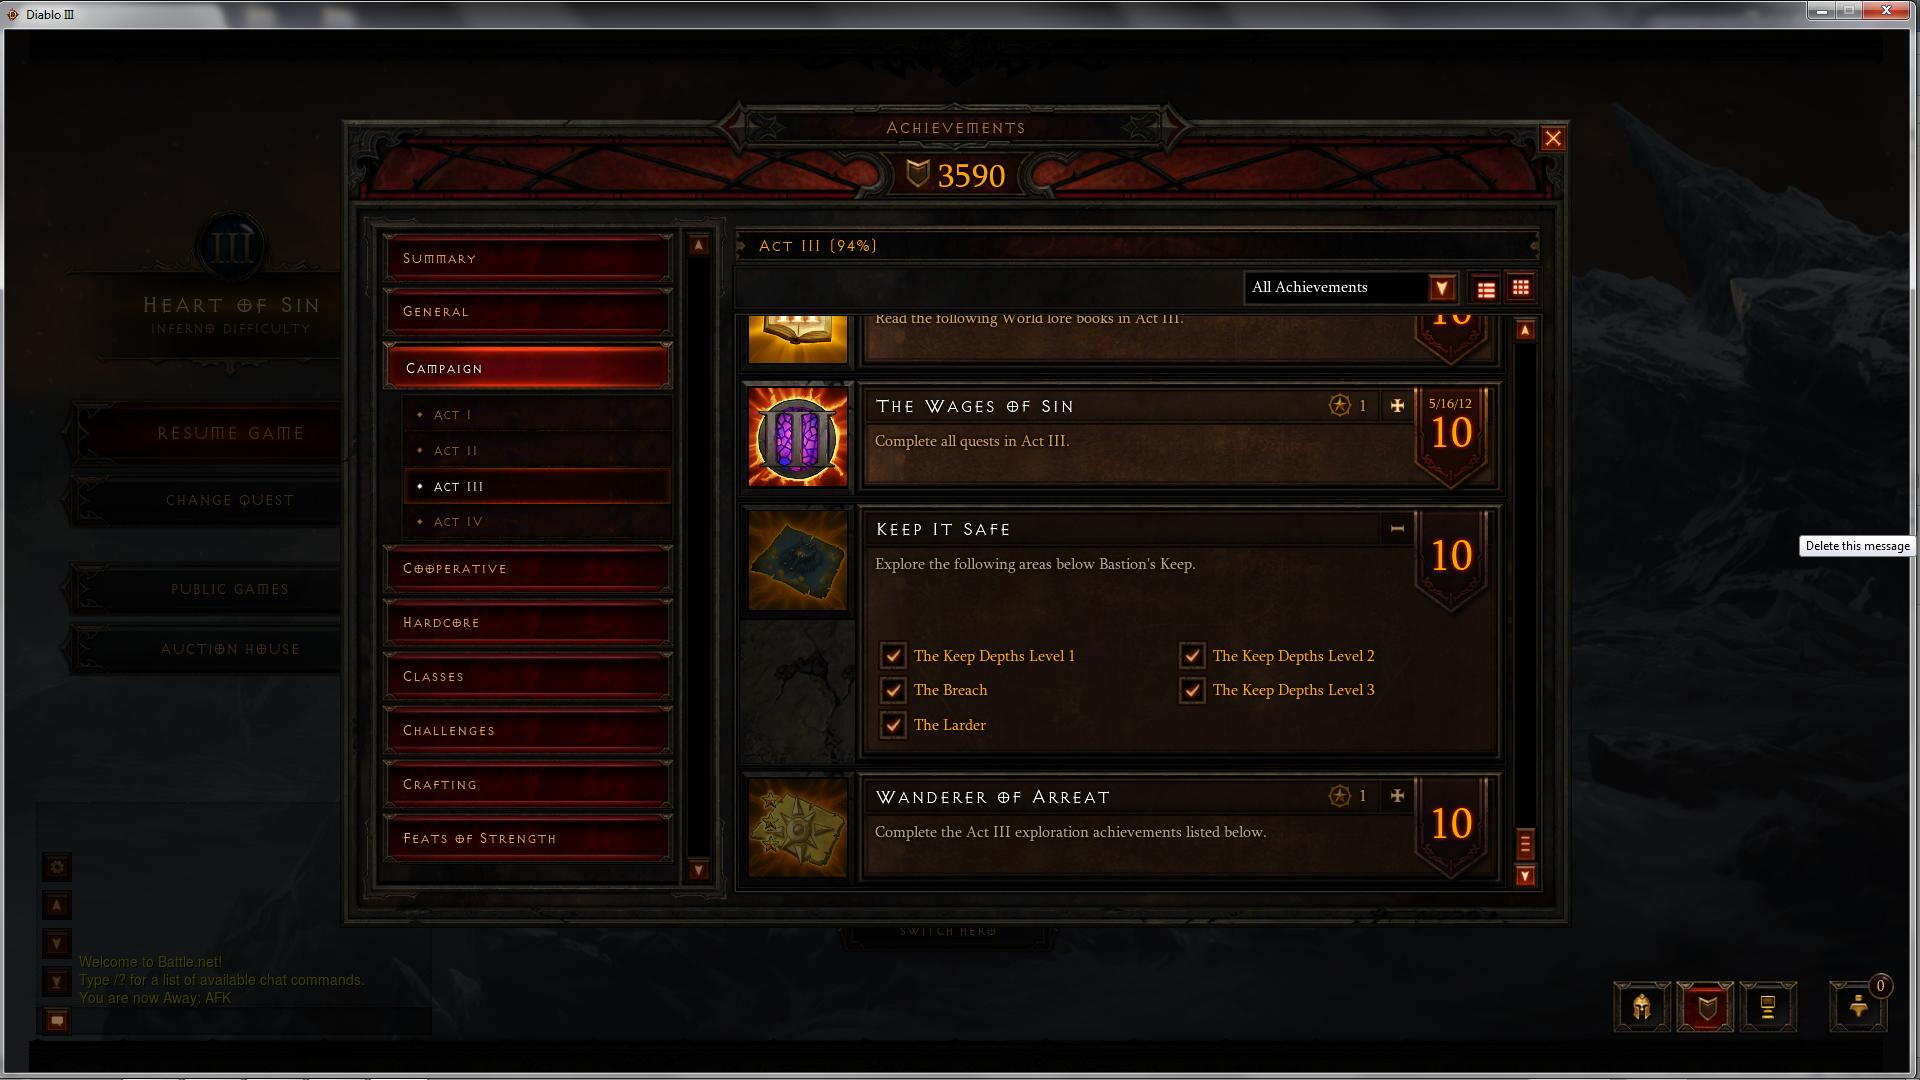 Diablo III
ACHIEVEMENTS
3590
III
HEART OF SIN
INFERNO DIFFICULTY
RESUME GAME
CHANGE QUEST
PUBLIC GAMES
AUCTION HOUSE
SUMMARY
GENERAL
CAMPAIGN
ACT I
ACT II
ACT III
ACT IV
COOPERATIVE
HARDCORE
CLASSES
CHALLENGES
CRAFTING
FEATS OF STRENGTH
ACT III (94%)
All Achievements
Read the following World lore books in Act III.
10
THE WAGES OF SIN
1
5/16/12
10
Complete all quests in Act III.
KEEP IT SAFE
10
Explore the following areas below Bastion's Keep.
The Keep Depths Level 1
The Keep Depths Level 2
The Breach
The Keep Depths Level 3
The Larder
WANDERER OF ARREAT
1
10
Complete the Act III exploration achievements listed below.
Delete this message
SWITCH HERO
Welcome to Battle.net!
Type /? for a list of available chat commands.
You are now Away: AFK
0